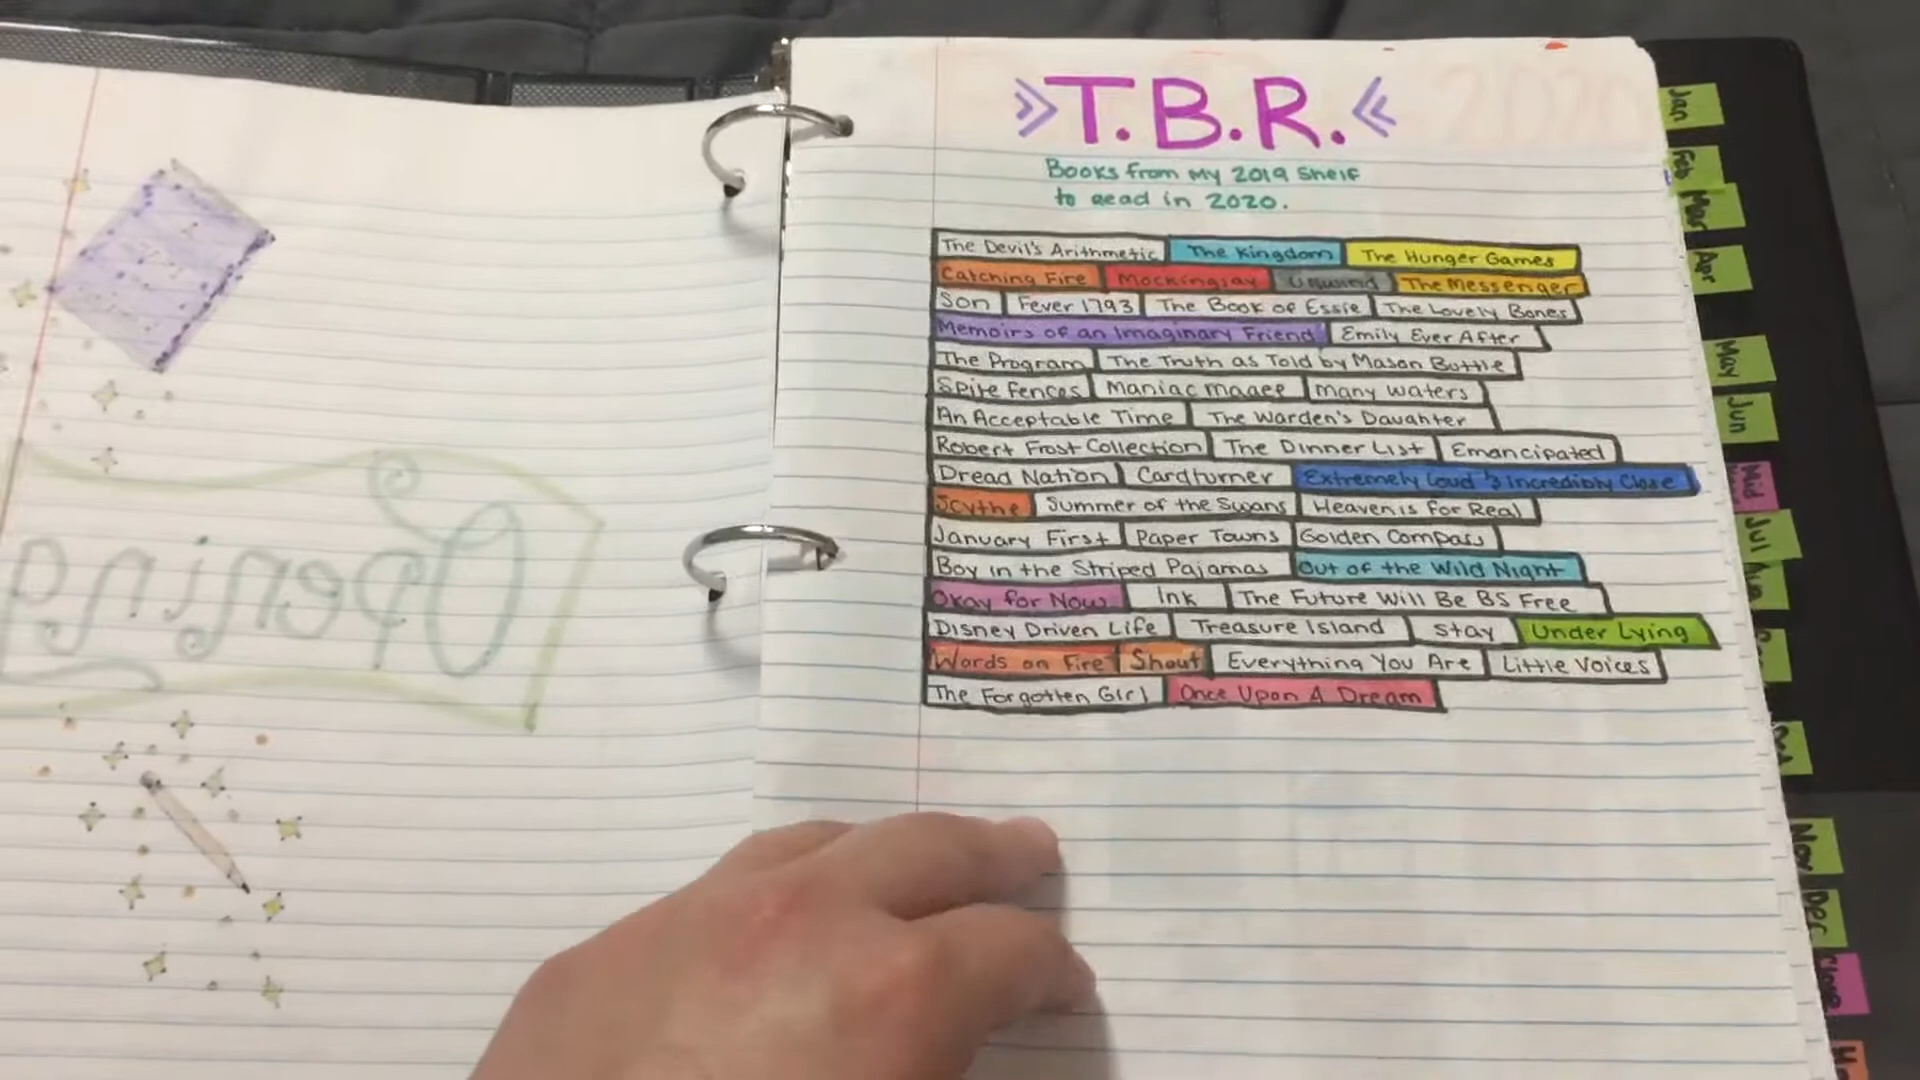 »T.B.R.«
Books from my 2019 shelf
to read in 2020.
The Devil's Arithmetic The Kingdom The Hunger Games
Catching Fire Mockingjay Unwind The Messenger
Son Fever 1793 The Book of Essie The Lovely Bones
Memoirs of an Imaginary Friend Emily Ever After
The Program The Truth as Told by Mason Buttle
Spite Fences Maniac Magee Many Waters
An Acceptable Time The Warden's Daughter
Robert Frost Collection The Dinner List Emancipated
Dread Nation Cardturner Extremely Loud & Incredibly Close
Scythe Summer of the Swans Heaven is for Real
January First Paper Towns Golden Compass
Boy in the Striped Pajamas Out of the Wild Night
Okay for Now Ink The Future Will Be BS Free
Disney Driven Life Treasure Island Stay Under Lying
Words on Fire Shout Everything You Are Little Voices
The Forgotten Girl Once Upon A Dream
2020
Opening
Jan
Feb
Mar
Apr
May
Jun
Mid
Jul
Aug
Nov
Dec